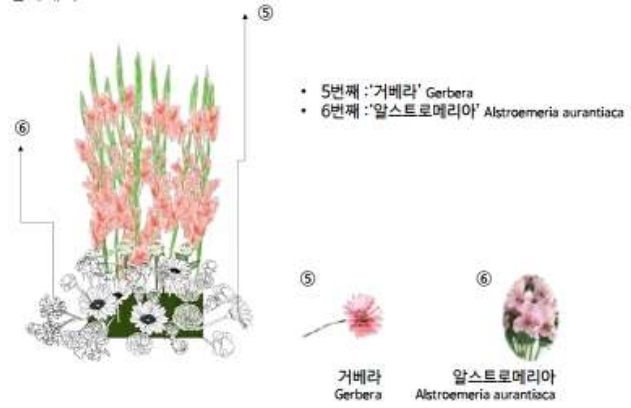 ⑤
• 5번째 :'거베라' Gerbera
• 6번째 :'알스트로메리아' Alstroemeria aurantiaca
⑥
⑤
⑥
거베라
Gerbera
알스트로메리아
Alstroemeria aurantiaca